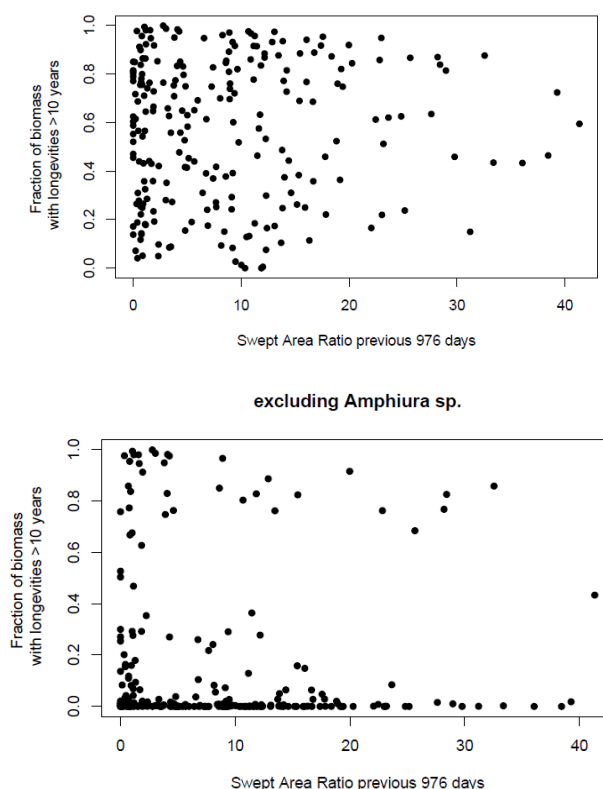 1.0
0.8
0.6
0.4
0.2
0.0
Fraction of biomass
with longevities >10 years
0 10 20 30 40
Swept Area Ratio previous 976 days
excluding Amphiura sp.
1.0
0.8
0.6
0.4
0.2
0.0
Fraction of biomass
with longevities >10 years
0 10 20 30 40
Swept Area Ratio previous 976 days